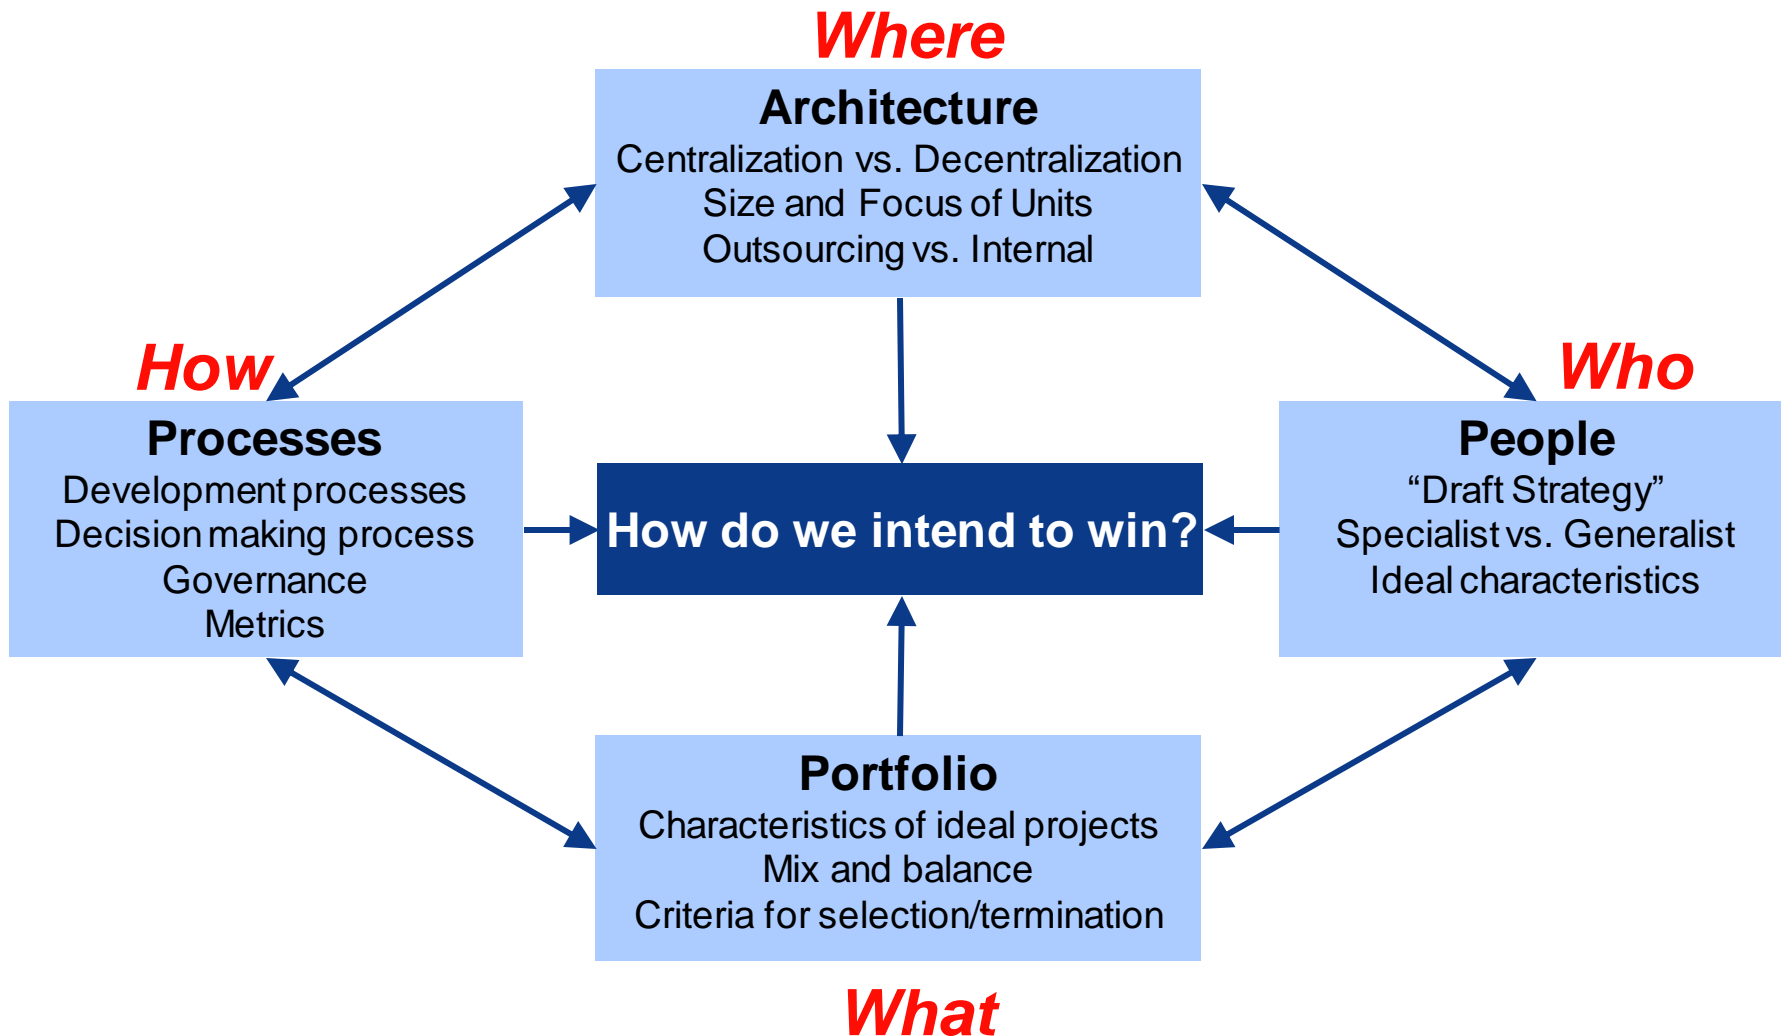 Where
Architecture
Centralization vs. Decentralization
Size and Focus of Units
Outsourcing vs. Internal
How
Processes
Development processes
Decision making process
Governance
Metrics
How do we intend to win?
Who
People
“Draft Strategy”
Specialist vs. Generalist
Ideal characteristics
Portfolio
Characteristics of ideal projects
Mix and balance
Criteria for selection/termination
What